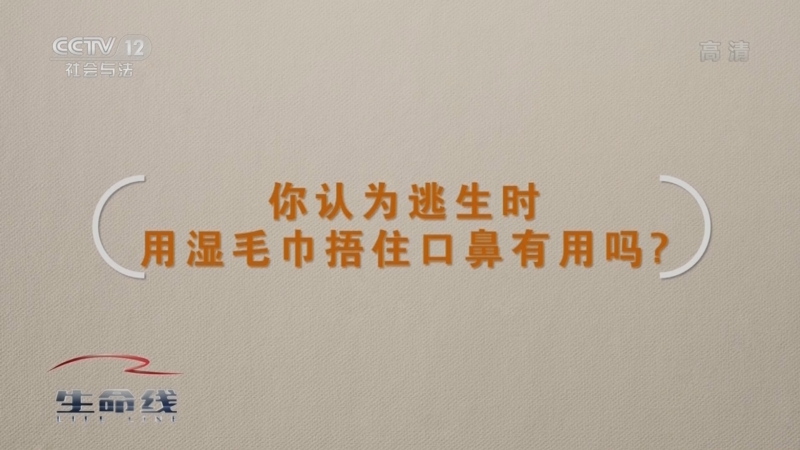 CCTV 12
社会与法
高清
你认为逃生时
用湿毛巾捂住口鼻有用吗?
生命线